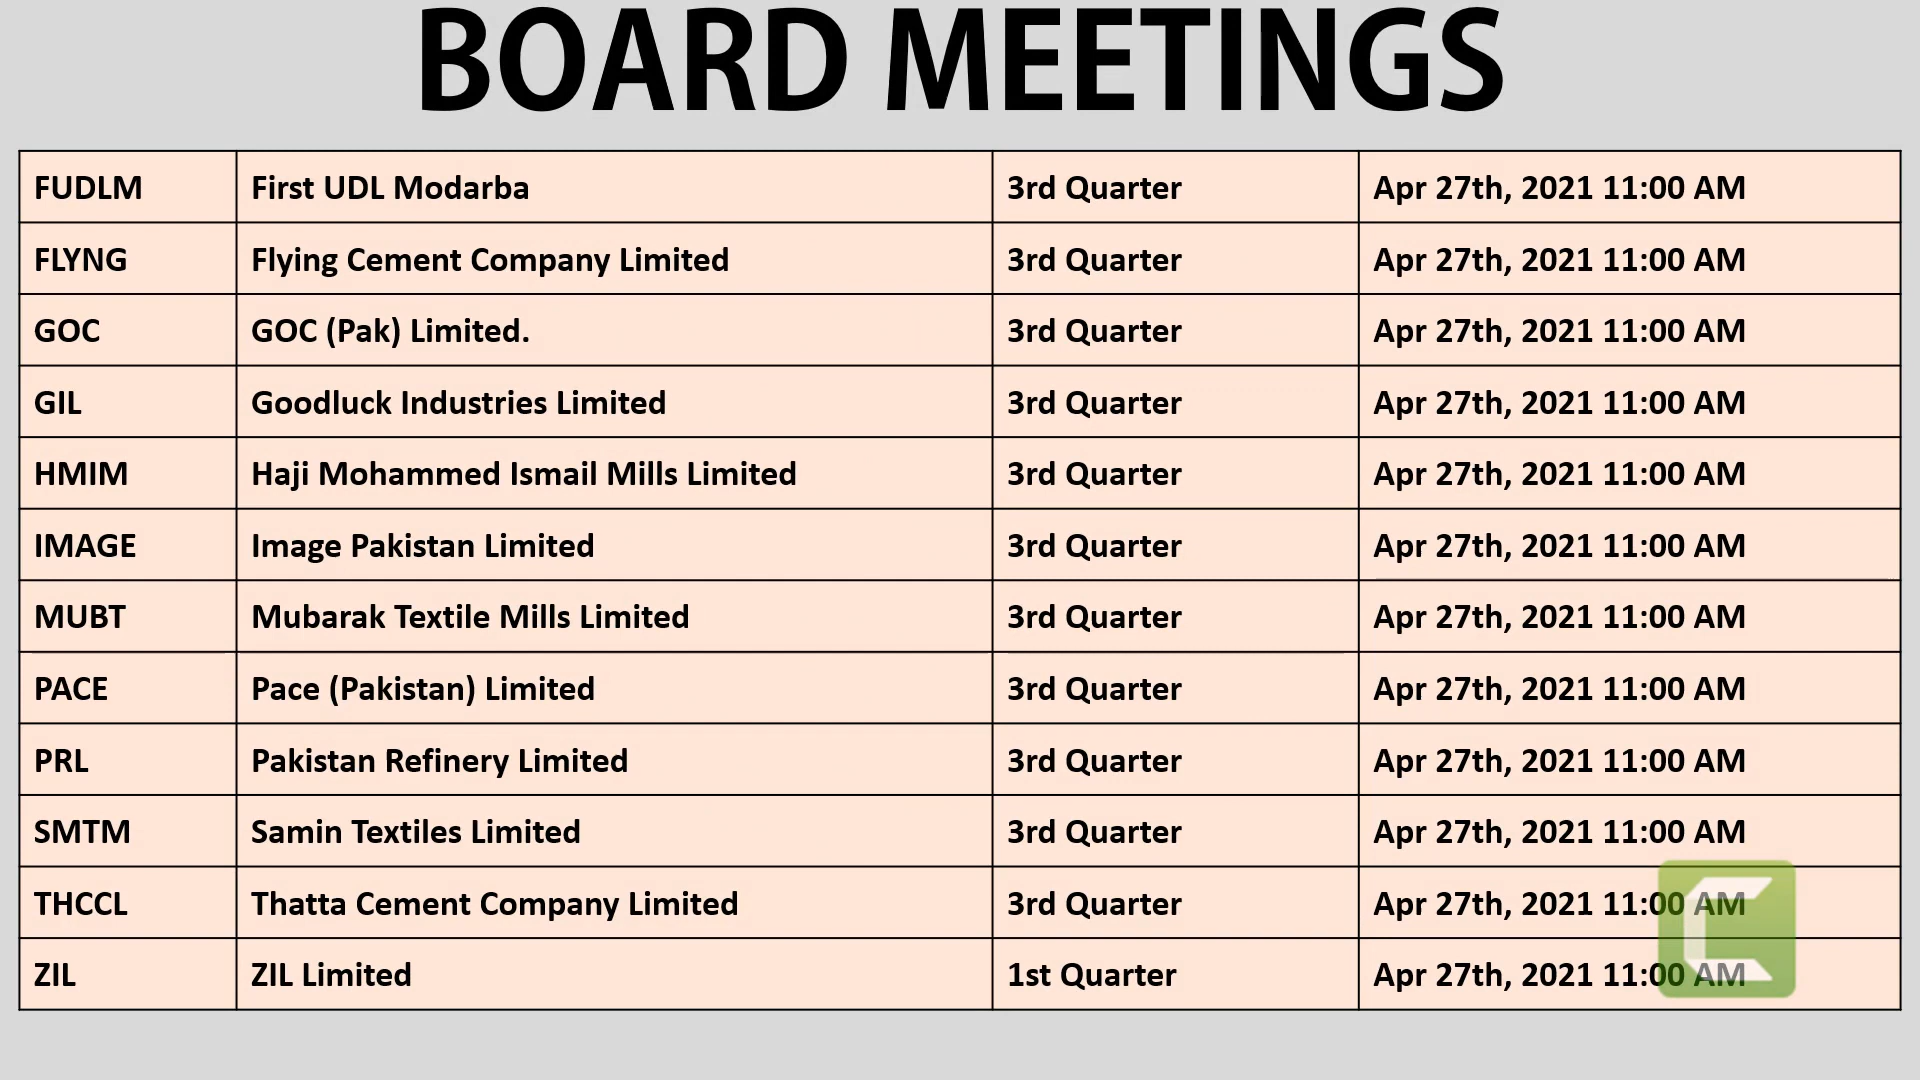 BOARD MEETINGS
FUDLM First UDL Modarba 3rd Quarter Apr 27th, 2021 11:00 AM
FLYNG Flying Cement Company Limited 3rd Quarter Apr 27th, 2021 11:00 AM
GOC GOC (Pak) Limited. 3rd Quarter Apr 27th, 2021 11:00 AM
GIL Goodluck Industries Limited 3rd Quarter Apr 27th, 2021 11:00 AM
HMIM Haji Mohammed Ismail Mills Limited 3rd Quarter Apr 27th, 2021 11:00 AM
IMAGE Image Pakistan Limited 3rd Quarter Apr 27th, 2021 11:00 AM
MUBT Mubarak Textile Mills Limited 3rd Quarter Apr 27th, 2021 11:00 AM
PACE Pace (Pakistan) Limited 3rd Quarter Apr 27th, 2021 11:00 AM
PRL Pakistan Refinery Limited 3rd Quarter Apr 27th, 2021 11:00 AM
SMTM Samin Textiles Limited 3rd Quarter Apr 27th, 2021 11:00 AM
THCCL Thatta Cement Company Limited 3rd Quarter Apr 27th, 2021 11:00 AM
ZIL ZIL Limited 1st Quarter Apr 27th, 2021 11:00 AM